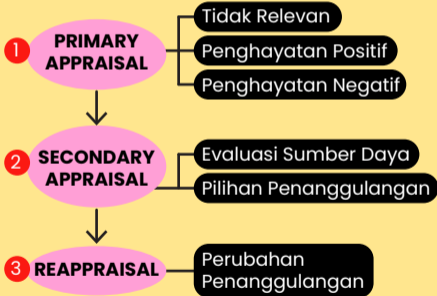 1
PRIMARY
APPRAISAL
Tidak Relevan
Penghayatan Positif
Penghayatan Negatif
2
SECONDARY
APPRAISAL
Evaluasi Sumber Daya
Pilihan Penanggulangan
3
REAPPRAISAL
Perubahan
Penanggulangan